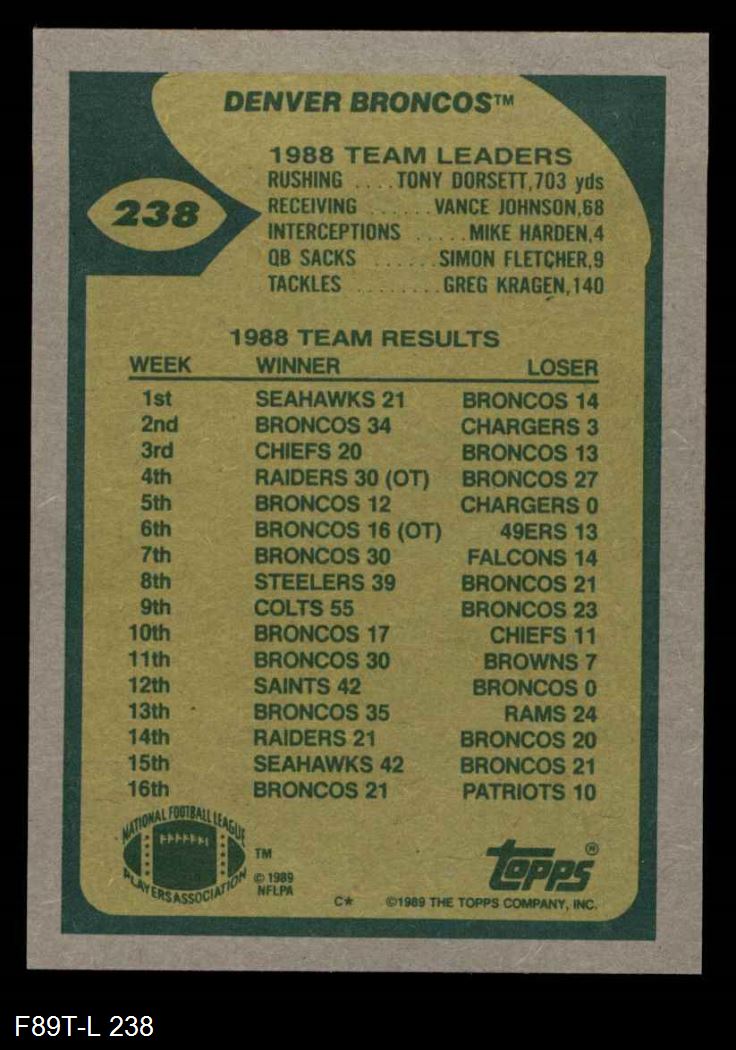 DENVER BRONCOS™
1988 TEAM LEADERS
RUSHING ....TONY DORSETT,703 yds
RECEIVING ......VANCE JOHNSON,68
INTERCEPTIONS .....MIKE HARDEN,4
QB SACKS ......SIMON FLETCHER,9
TACKLES ........GREG KRAGEN,140
238
1988 TEAM RESULTS
WEEK WINNER LOSER
1st SEAHAWKS 21 BRONCOS 14
2nd BRONCOS 34 CHARGERS 3
3rd CHIEFS 20 BRONCOS 13
4th RAIDERS 30 (OT) BRONCOS 27
5th BRONCOS 12 CHARGERS 0
6th BRONCOS 16 (OT) 49ERS 13
7th BRONCOS 30 FALCONS 14
8th STEELERS 39 BRONCOS 21
9th COLTS 55 BRONCOS 23
10th BRONCOS 17 CHIEFS 11
11th BRONCOS 30 BROWNS 7
12th SAINTS 42 BRONCOS 0
13th BRONCOS 35 RAMS 24
14th RAIDERS 21 BRONCOS 20
15th SEAHAWKS 42 BRONCOS 21
16th BRONCOS 21 PATRIOTS 10
NATIONAL FOOTBALL LEAGUE
PLAYERS ASSOCIATION
™
© 1989
NFLPA
topps®
C* ©1989 THE TOPPS COMPANY, INC.
F89T-L 238